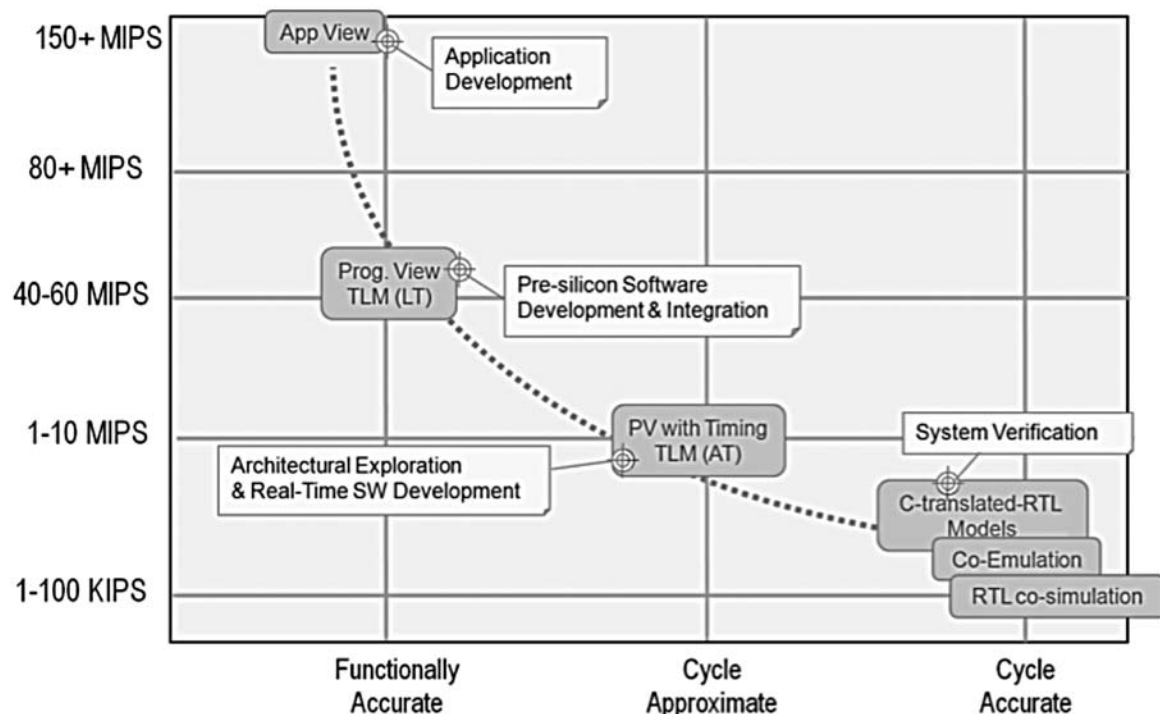 150+ MIPS
App View
Application
Development
80+ MIPS
40-60 MIPS
Prog. View
TLM (LT)
Pre-silicon Software
Development & Integration
1-10 MIPS
PV with Timing
TLM (AT)
System Verification
Architectural Exploration
& Real-Time SW Development
C-translated-RTL
Models
Co-Emulation
1-100 KIPS
RTL co-simulation
Functionally
Accurate
Cycle
Approximate
Cycle
Accurate